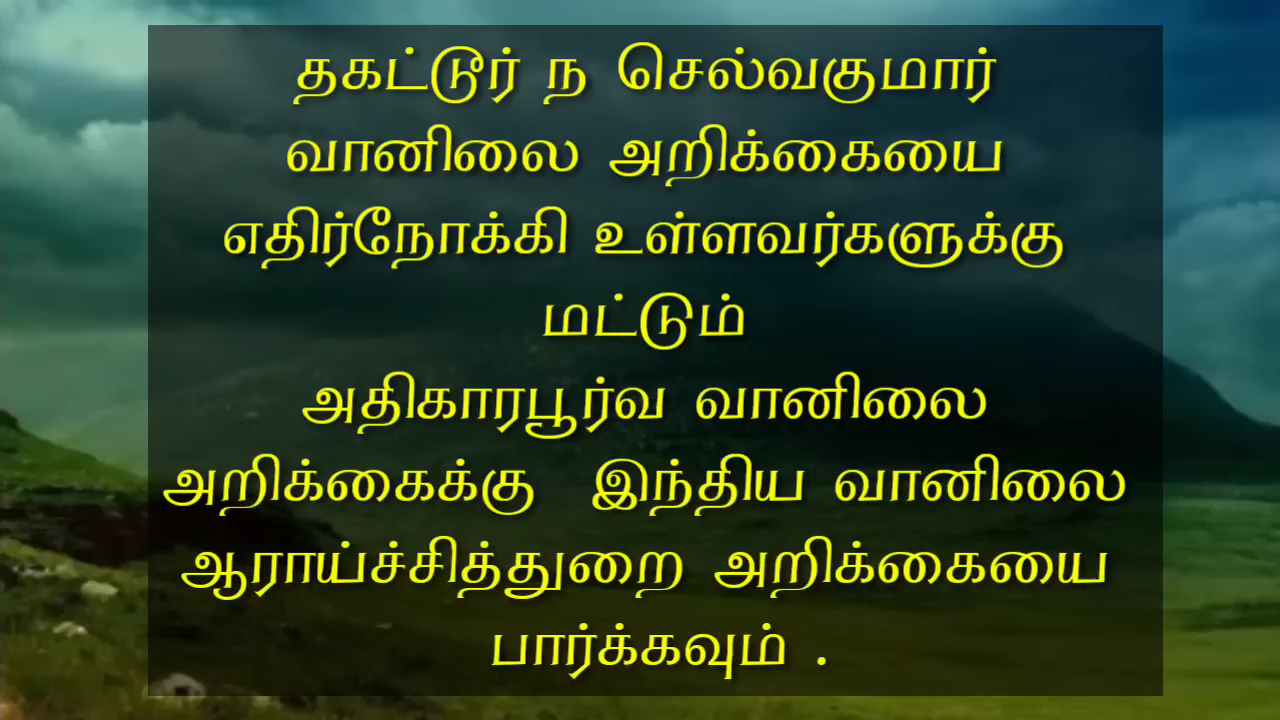 தகட்டூர் ந செல்வகுமார்
வானிலை அறிக்கையை
எதிர்நோக்கி உள்ளவர்களுக்கு
மட்டும்
அதிகாரபூர்வ வானிலை
அறிக்கைக்கு இந்திய வானிலை
ஆராய்ச்சித்துறை அறிக்கையை
பார்க்கவும் .